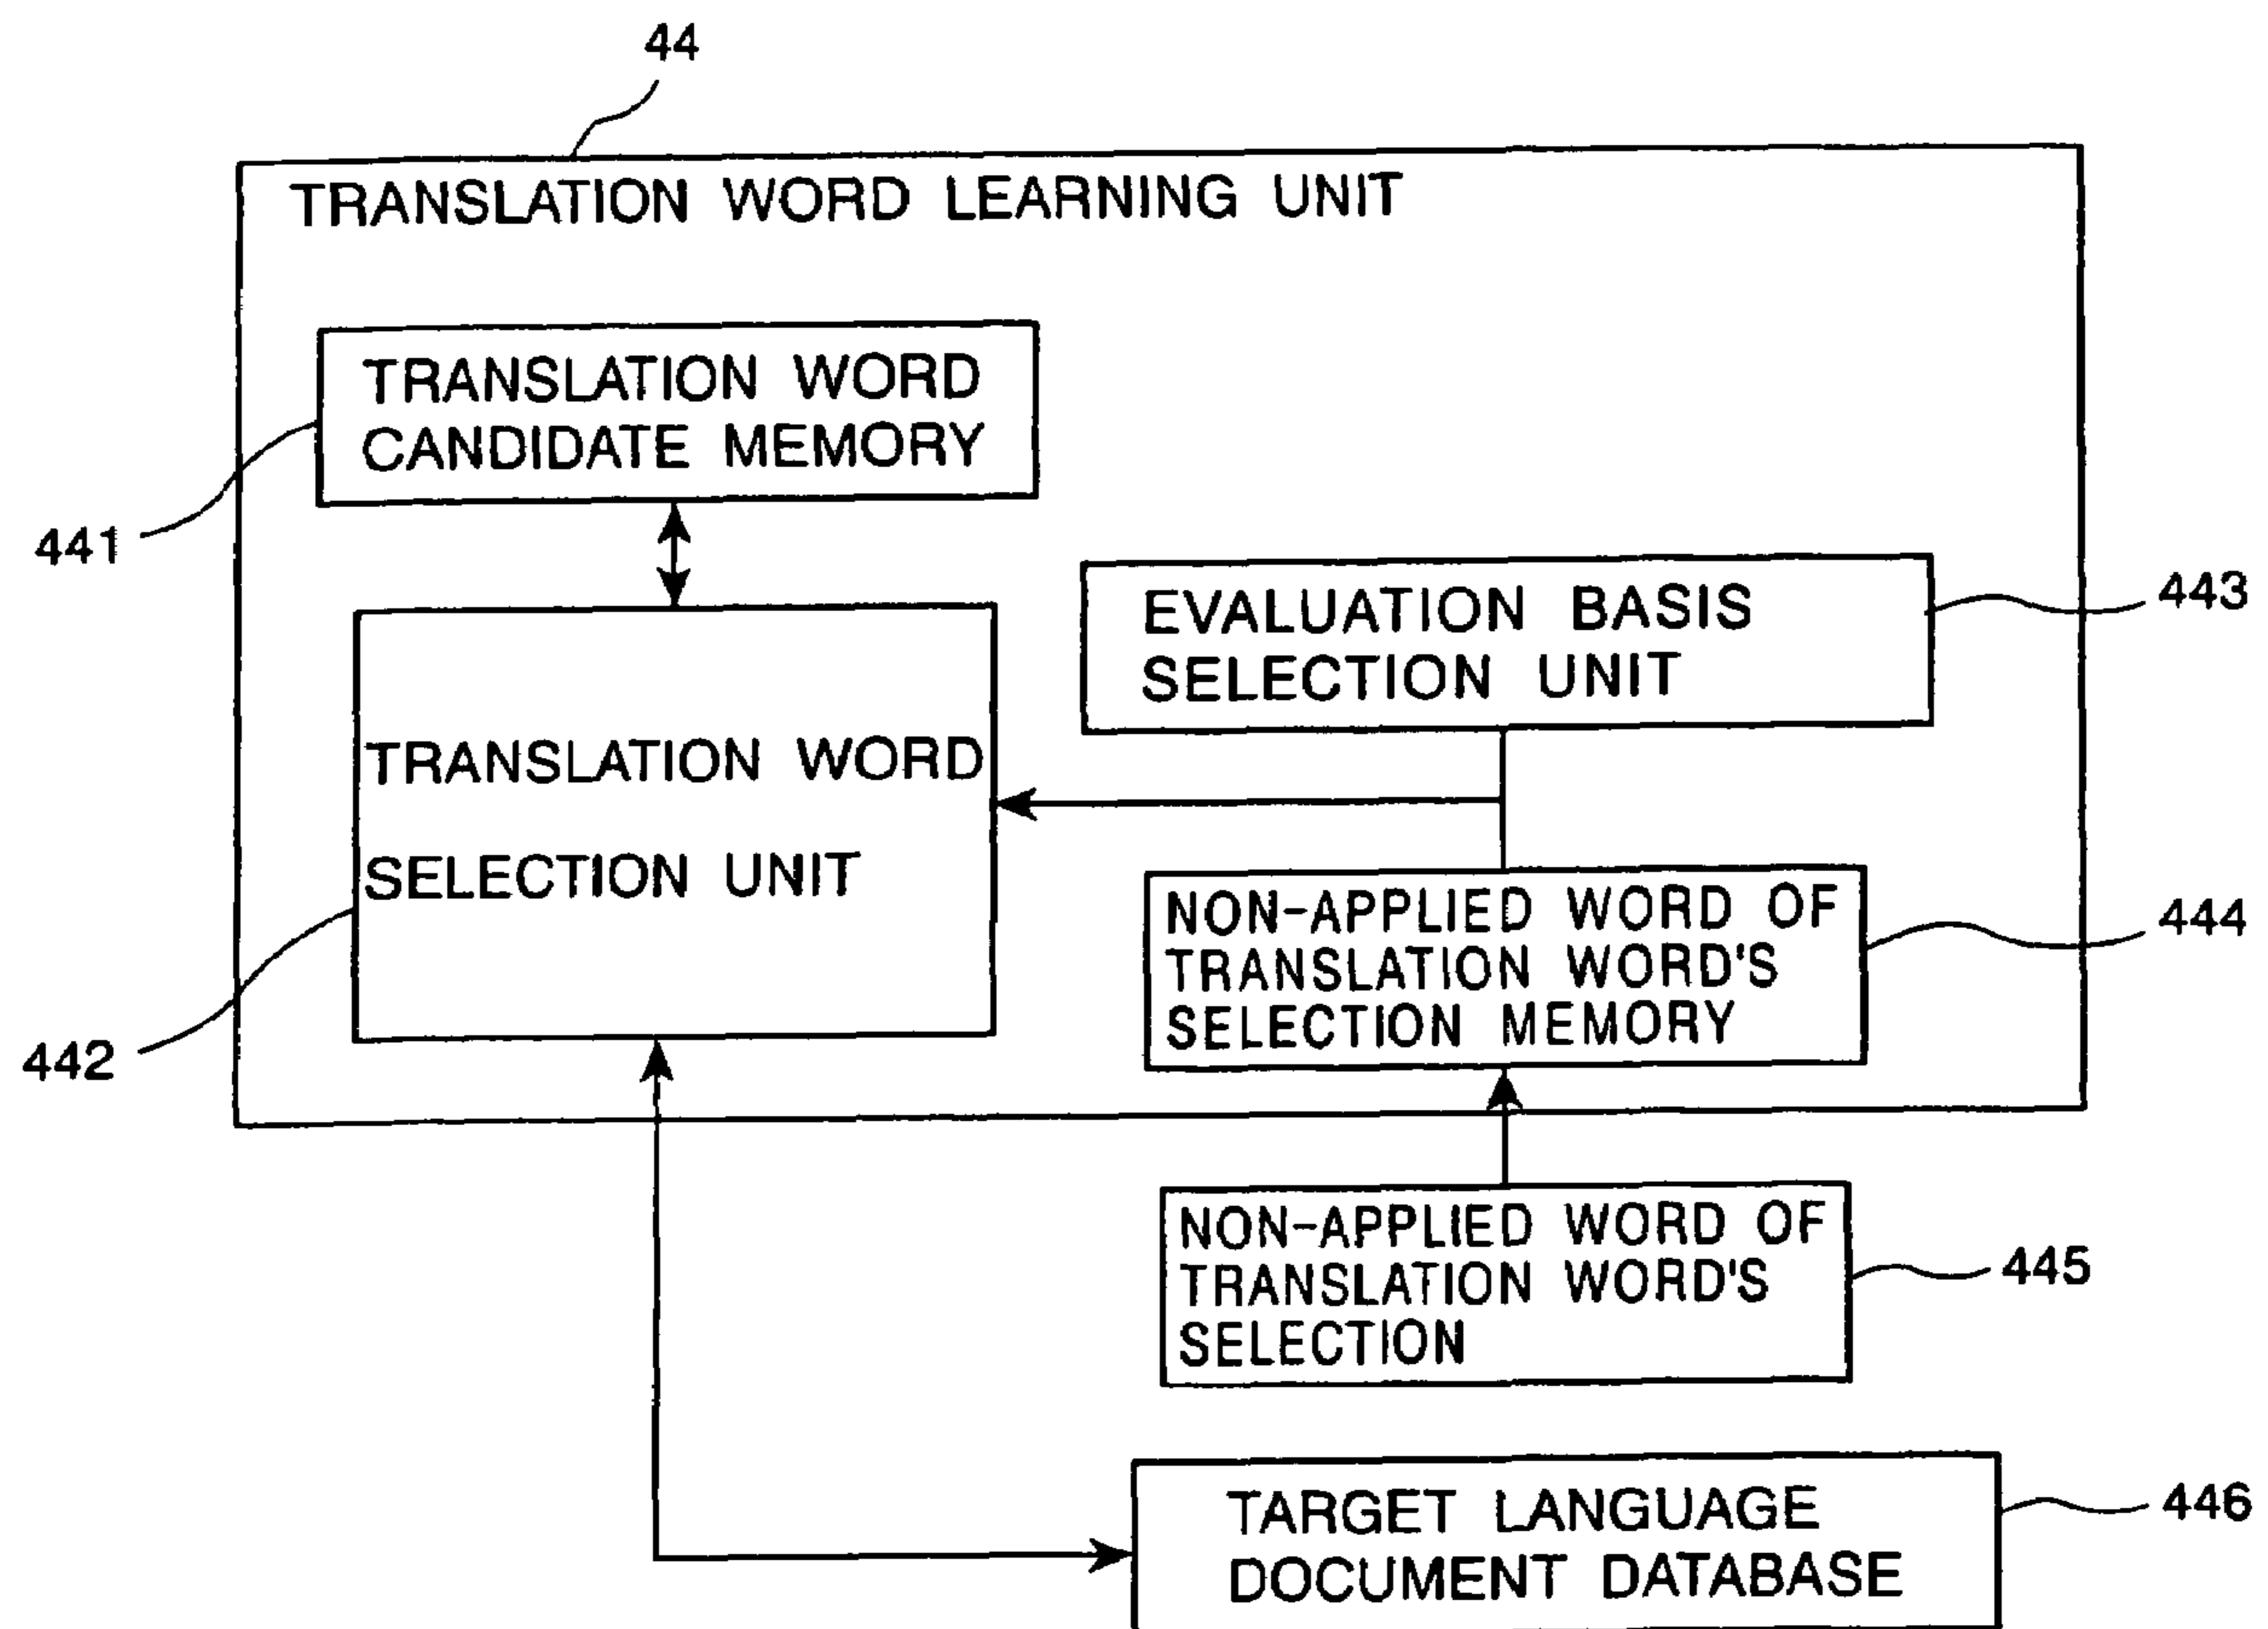 44
TRANSLATION WORD LEARNING UNIT
TRANSLATION WORD
CANDIDATE MEMORY
441
EVALUATION BASIS
SELECTION UNIT
443
TRANSLATION WORD
SELECTION UNIT
442
NON-APPLIED WORD OF
TRANSLATION WORD'S
SELECTION MEMORY
444
NON-APPLIED WORD OF
TRANSLATION WORD'S
SELECTION
445
TARGET LANGUAGE
DOCUMENT DATABASE
446